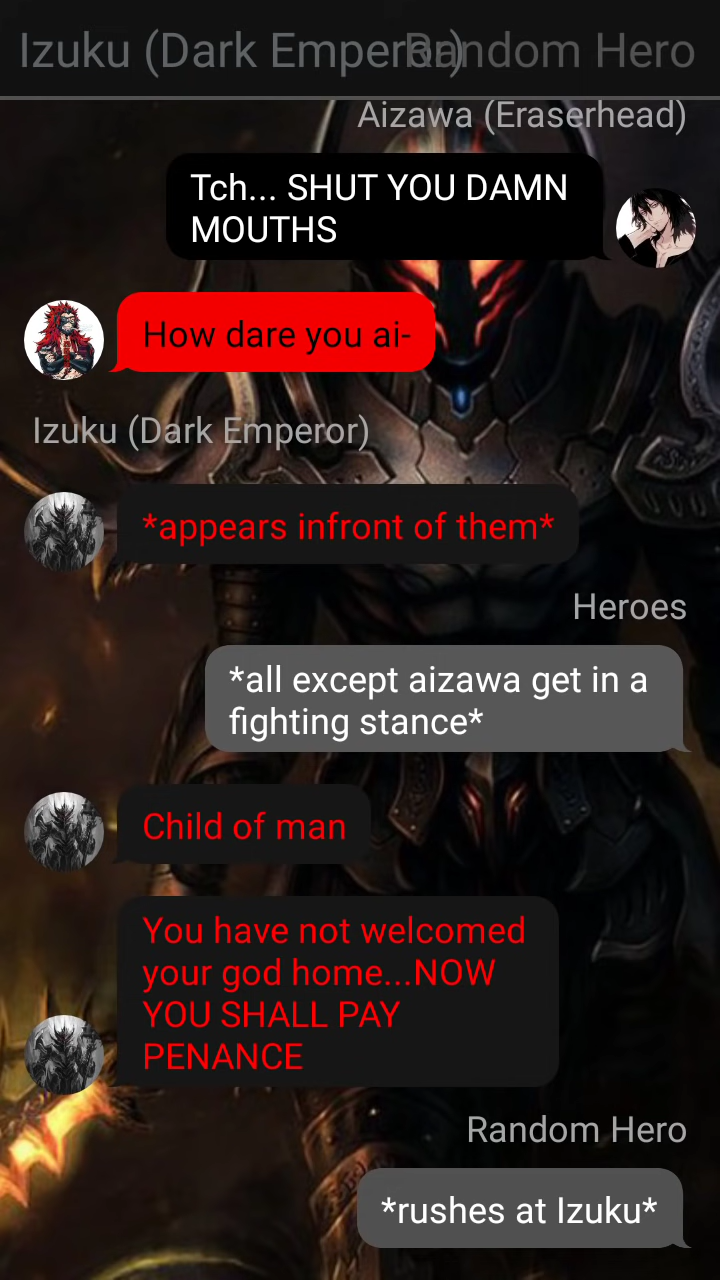 Izuku (Dark Emperor)
Random Hero
Aizawa (Eraserhead)
Tch... SHUT YOU DAMN
MOUTHS
How dare you ai-
Izuku (Dark Emperor)
*appears infront of them*
Heroes
*all except aizawa get in a
fighting stance*
Child of man
You have not welcomed
your god home...NOW
YOU SHALL PAY
PENANCE
Random Hero
*rushes at Izuku*